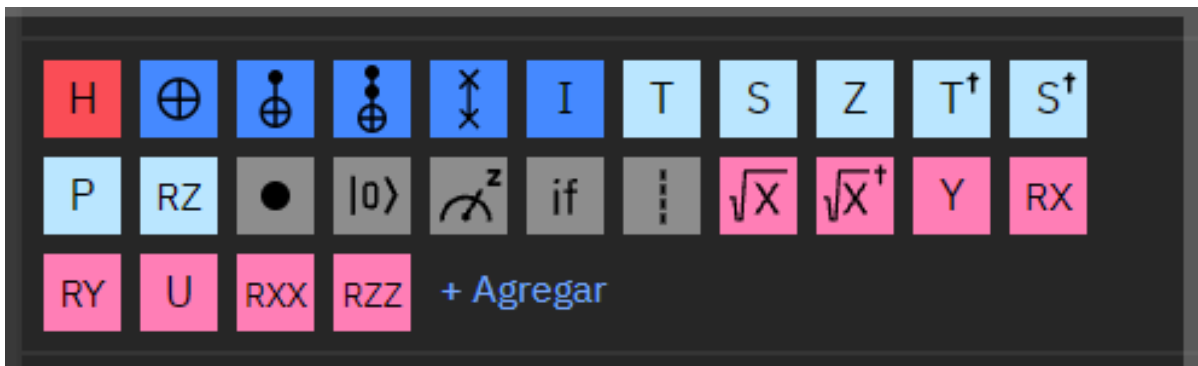 H I T S Z T† S†
P RZ |0⟩ z if √X √X† Y RX
RY U RXX RZZ + Agregar